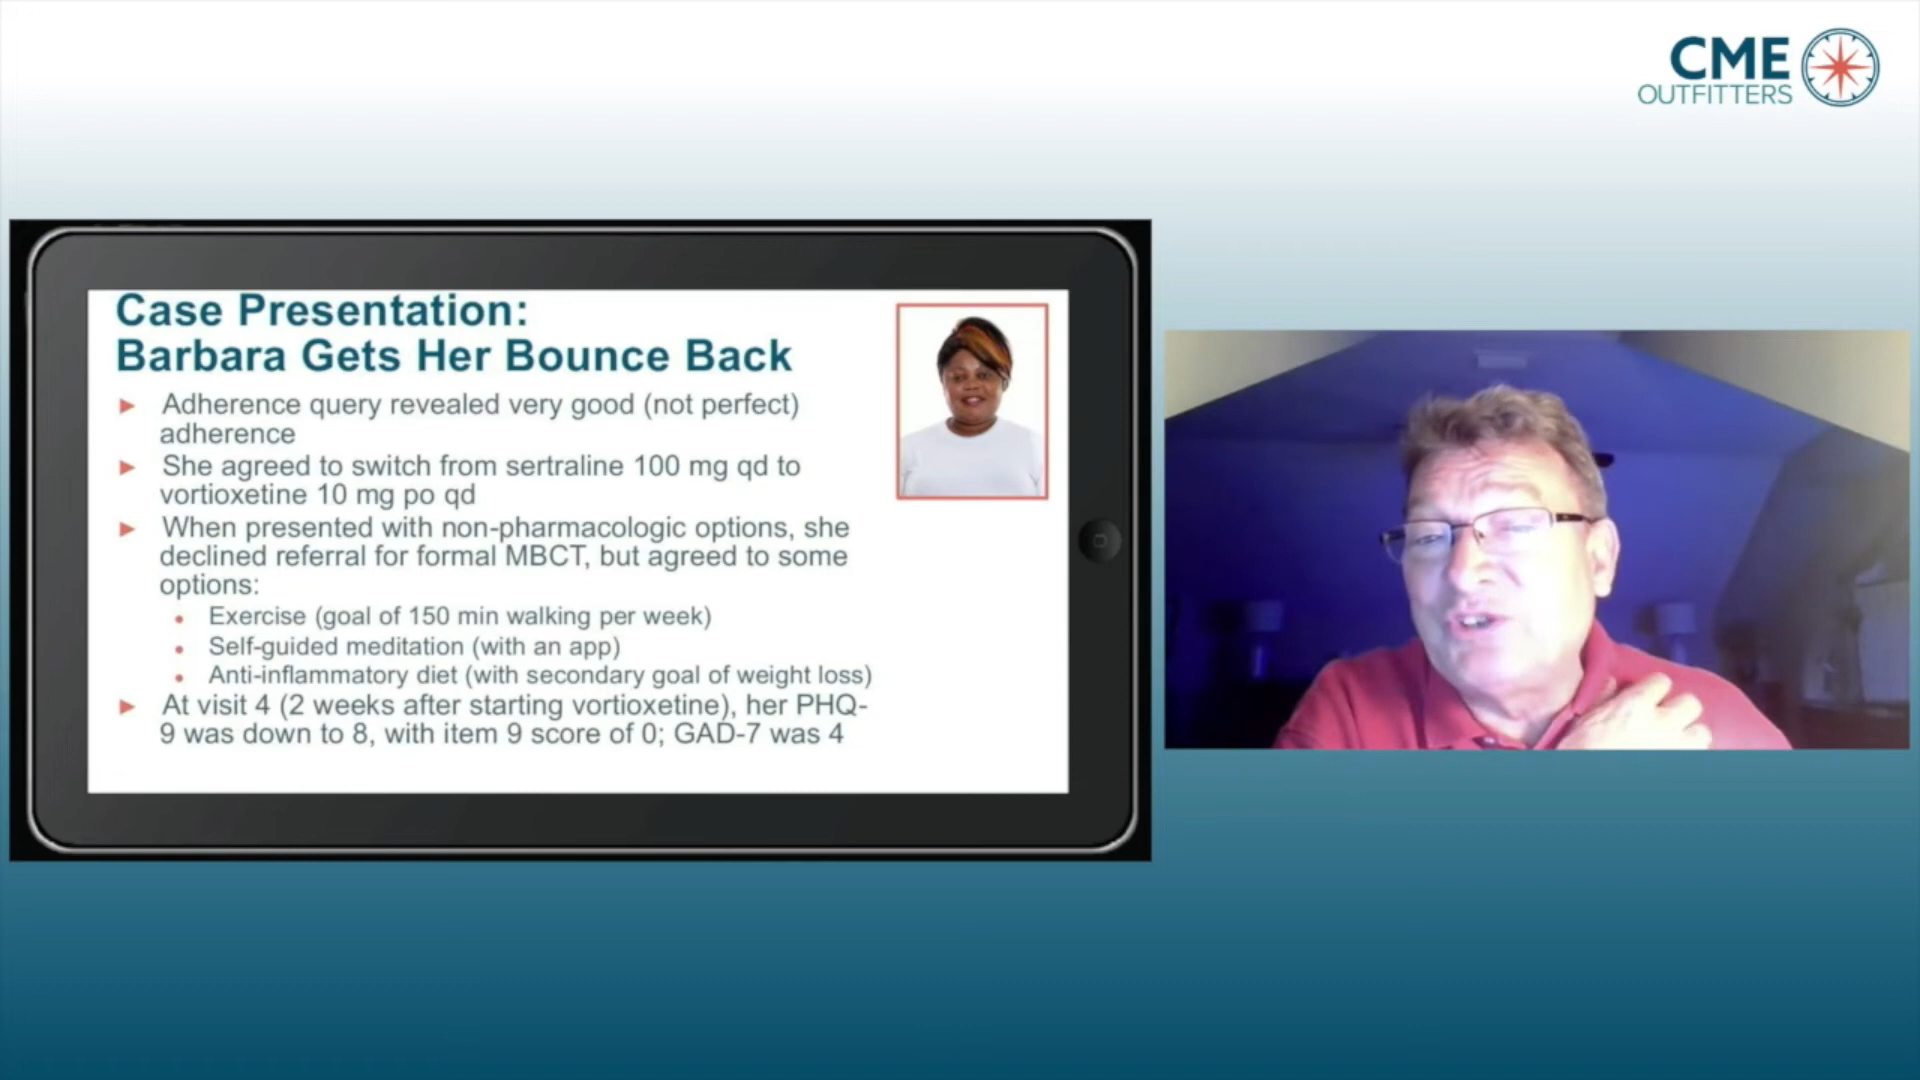 CME
OUTFITTERS
Case Presentation:
Barbara Gets Her Bounce Back
Adherence query revealed very good (not perfect)
adherence
She agreed to switch from sertraline 100 mg qd to
vortioxetine 10 mg po qd
When presented with non-pharmacologic options, she
declined referral for formal MBCT, but agreed to some
options:
Exercise (goal of 150 min walking per week)
Self-guided meditation (with an app)
Anti-inflammatory diet (with secondary goal of weight loss)
At visit 4 (2 weeks after starting vortioxetine), her PHQ-
9 was down to 8, with item 9 score of 0; GAD-7 was 4